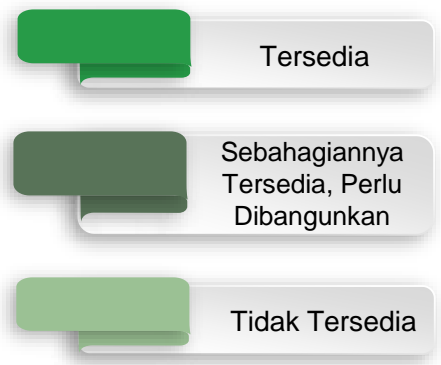 Tersedia
Sebahagiannya
Tersedia, Perlu
Dibangunkan
Tidak Tersedia